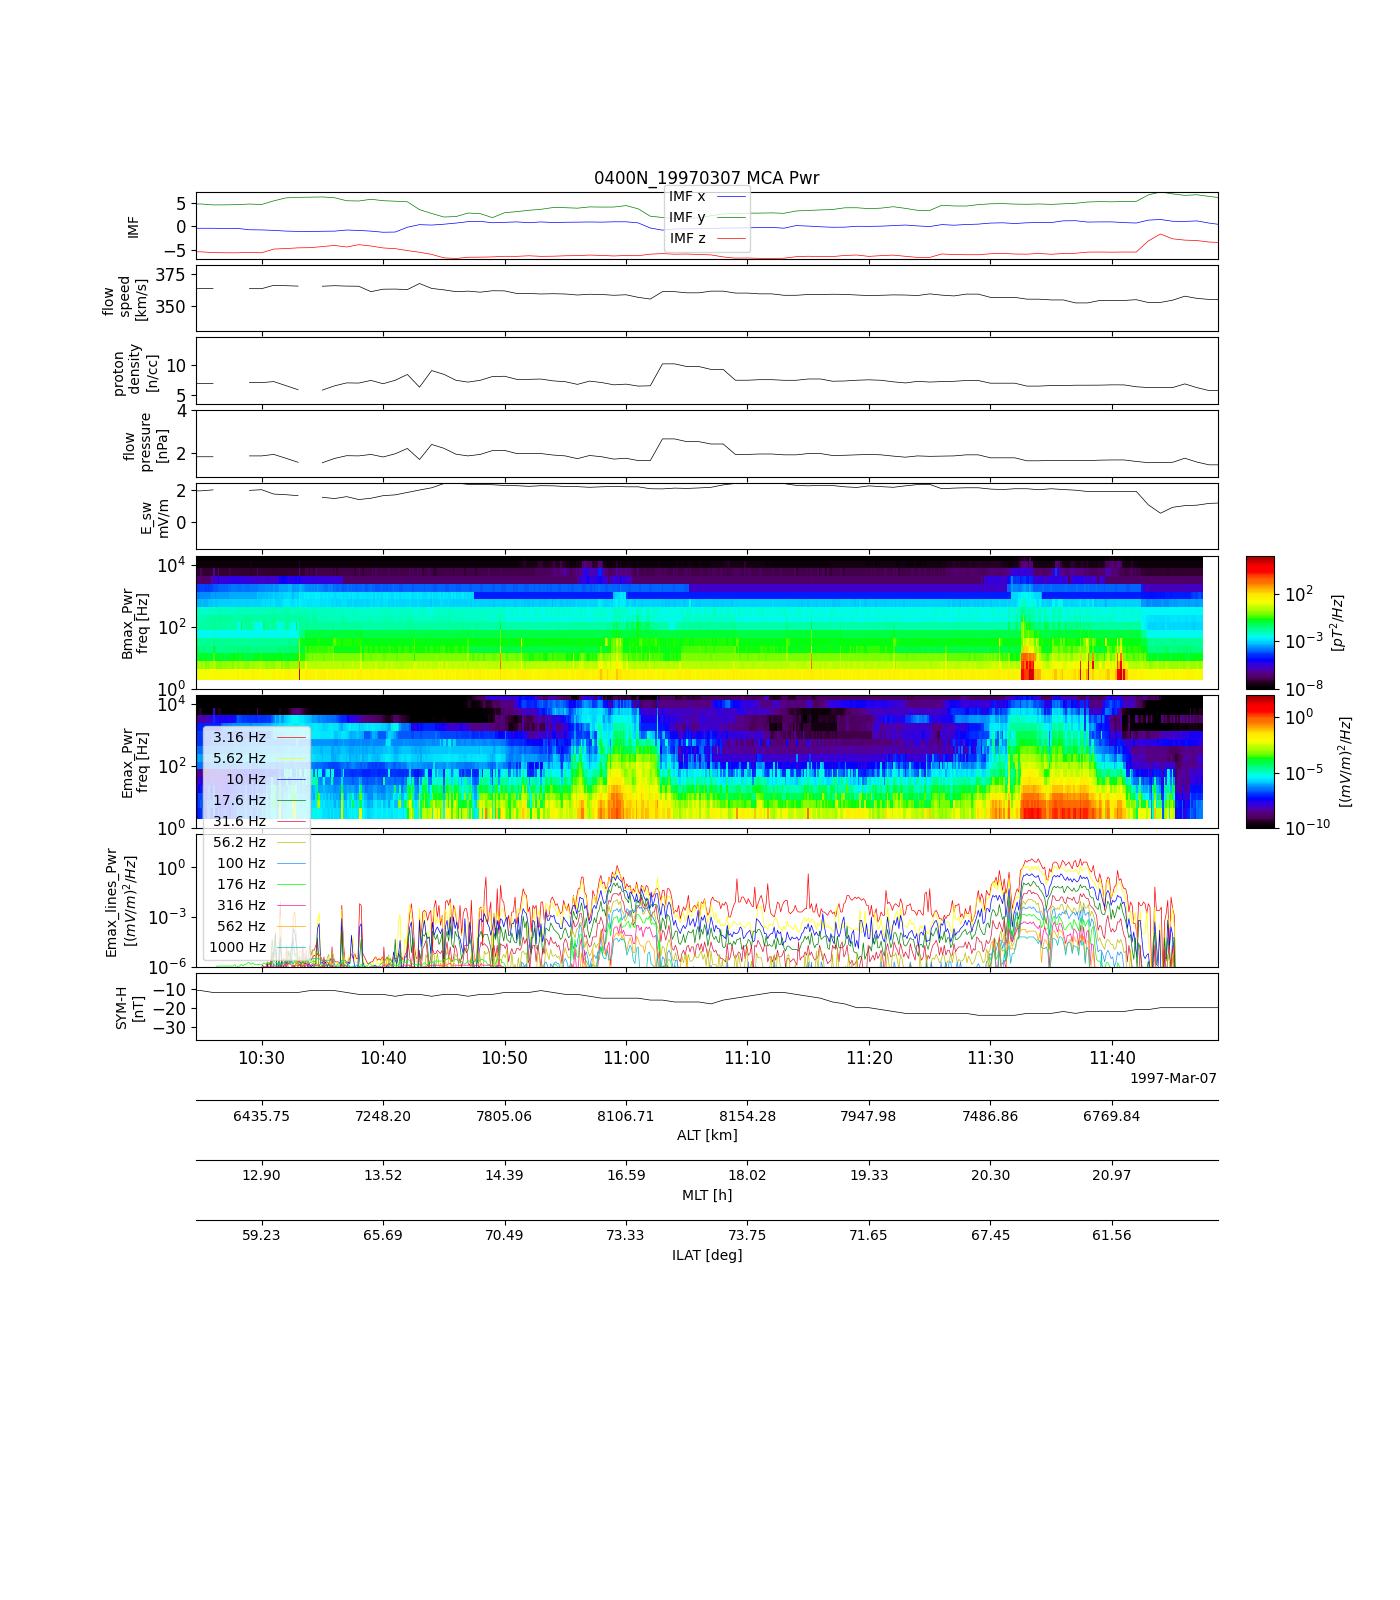 0400N_19970307 MCA Pwr
IMF
5
0
−5
IMF x
IMF y
IMF z
flow
speed
[km/s]
375
350
proton
density
[n/cc]
10
5
flow
pressure
[nPa]
4
2
E_sw
mV/m
2
0
Bmax_Pwr
freq [Hz]
10^4
10^2
10^0
10^2
10^−3
10^−8
[pT^2/Hz]
Emax_Pwr
freq [Hz]
10^4
10^2
10^0
10^0
10^−5
10^−10
[(mV/m)^2/Hz]
3.16 Hz
5.62 Hz
10 Hz
17.6 Hz
31.6 Hz
56.2 Hz
100 Hz
176 Hz
316 Hz
562 Hz
1000 Hz
Emax_lines_Pwr
[(mV/m)^2/Hz]
10^0
10^−3
10^−6
SYM-H
[nT]
−10
−20
−30
10:30 10:40 10:50 11:00 11:10 11:20 11:30 11:40
1997-Mar-07
6435.75 7248.20 7805.06 8106.71 8154.28 7947.98 7486.86 6769.84
ALT [km]
12.90 13.52 14.39 16.59 18.02 19.33 20.30 20.97
MLT [h]
59.23 65.69 70.49 73.33 73.75 71.65 67.45 61.56
ILAT [deg]